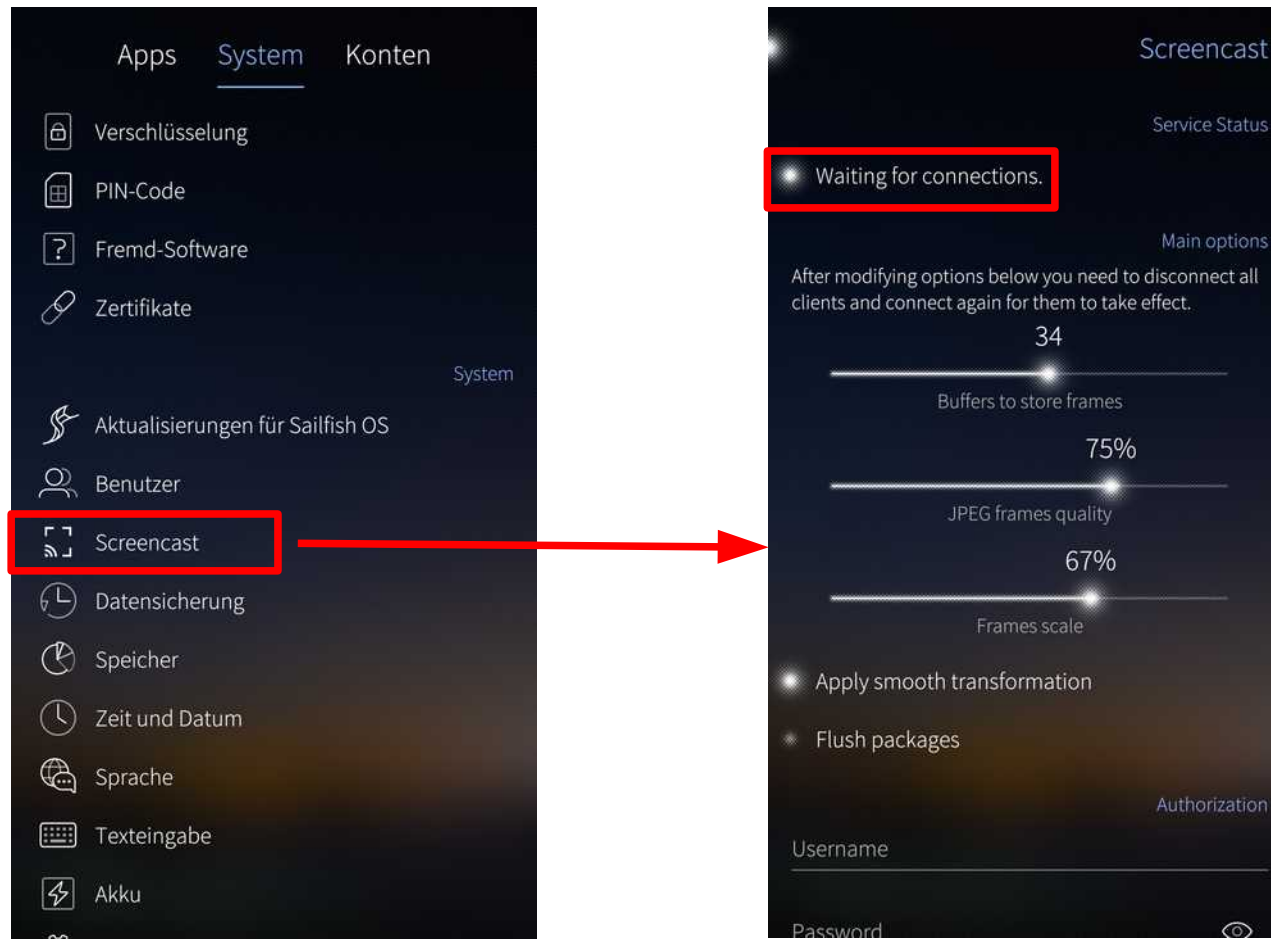 Apps System Konten
Verschlüsselung
PIN-Code
Fremd-Software
Zertifikate
System
Aktualisierungen für Sailfish OS
Benutzer
Screencast
Datensicherung
Speicher
Zeit und Datum
Sprache
Texteingabe
Akku
Screencast
Service Status
Waiting for connections.
Main options
After modifying options below you need to disconnect all
clients and connect again for them to take effect.
34
Buffers to store frames
75%
JPEG frames quality
67%
Frames scale
Apply smooth transformation
Flush packages
Authorization
Username
Password